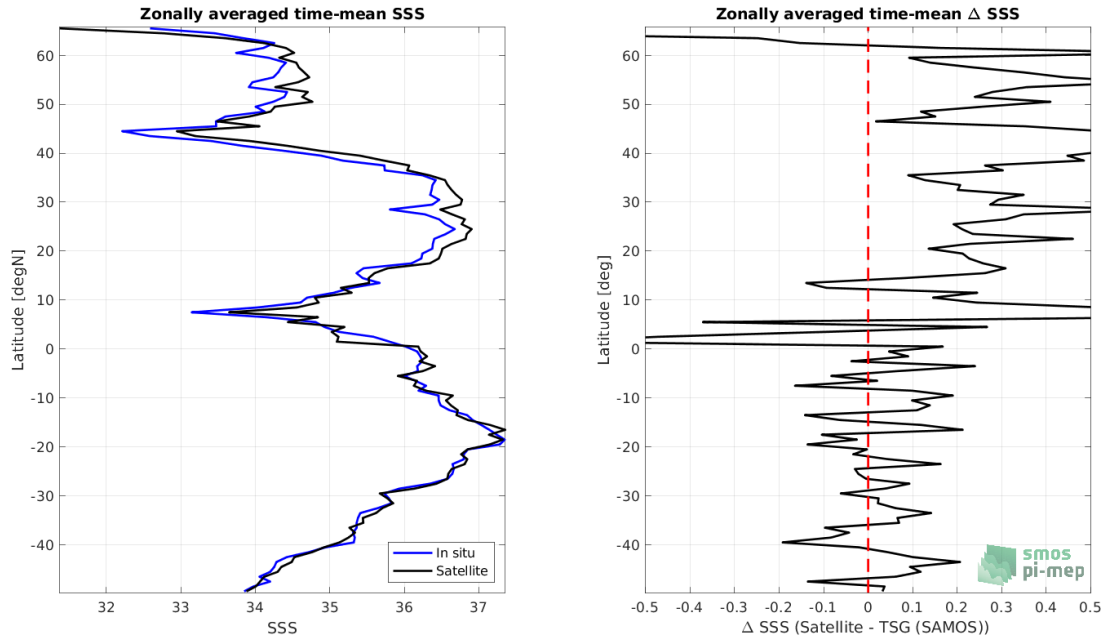 Zonally averaged time-mean SSS
60
50
40
30
20
10
0
-10
-20
-30
-40
Latitude [degN]
32 33 34 35 36 37
SSS
In situ
Satellite
Zonally averaged time-mean Δ SSS
60
50
40
30
20
10
0
-10
-20
-30
-40
Latitude [deg]
-0.5 -0.4 -0.3 -0.2 -0.1 0 0.1 0.2 0.3 0.4 0.5
Δ SSS (Satellite - TSG (SAMOS))
smos
pi-mep